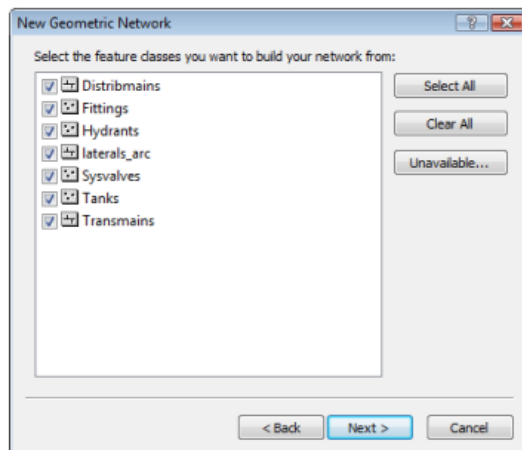 New Geometric Network
Select the feature classes you want to build your network from:
Distribmains
Fittings
Hydrants
laterals_arc
Sysvalves
Tanks
Transmains
Select All
Clear All
Unavailable...
< Back
Next >
Cancel